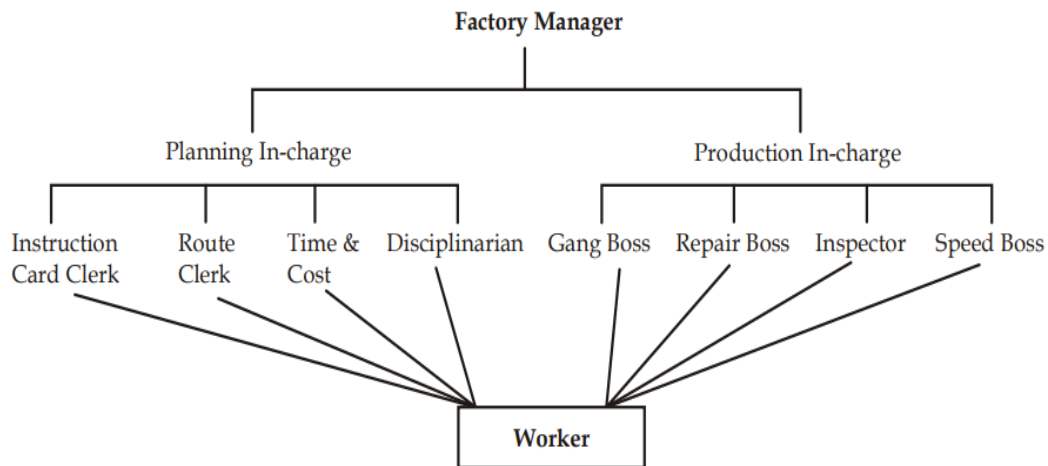 Factory Manager
Planning In-charge
Production In-charge
Instruction
Card Clerk
Route
Clerk
Time &
Cost
Disciplinarian
Gang Boss
Repair Boss
Inspector
Speed Boss
Worker